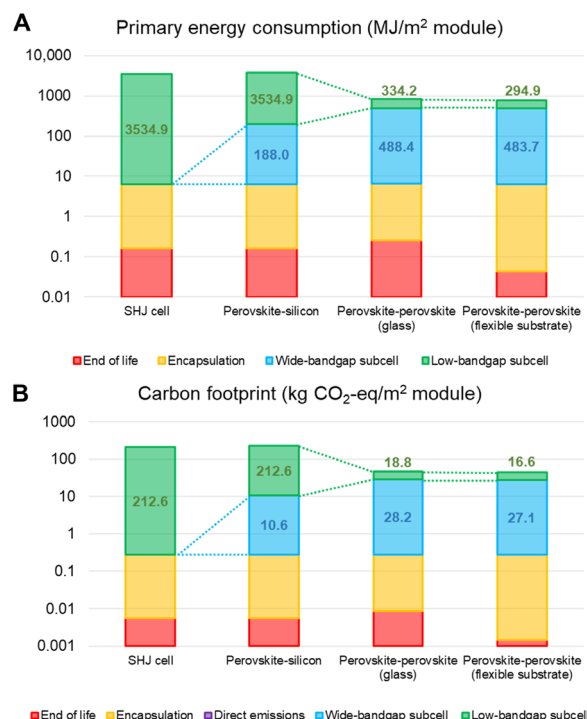 A
Primary energy consumption (MJ/m² module)
10,000
1000
100
10
1
0.1
0.01
3534.9
3534.9
188.0
334.2
488.4
294.9
483.7
SHJ cell
Perovskite-silicon
Perovskite-perovskite
(glass)
Perovskite-perovskite
(flexible substrate)
End of life
Encapsulation
Wide-bandgap subcell
Low-bandgap subcell
B
Carbon footprint (kg CO₂-eq/m² module)
1000
100
10
1
0.1
0.01
0.001
212.6
212.6
10.6
18.8
28.2
16.6
27.1
SHJ cell
Perovskite-silicon
Perovskite-perovskite
(glass)
Perovskite-perovskite
(flexible substrate)
End of life
Encapsulation
Direct emissions
Wide-bandgap subcell
Low-bandgap subcell